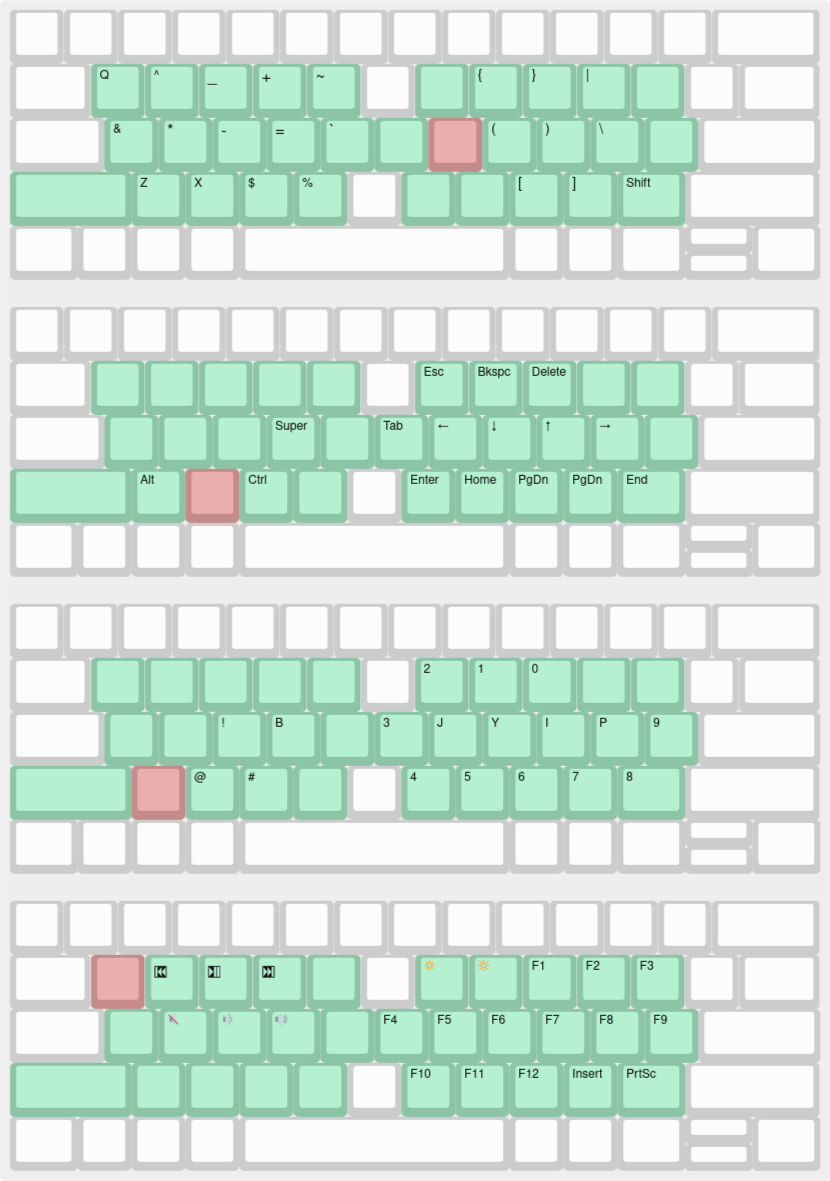 Q ^ _ + ~ { } |
& * - = ` ( ) \
Z X $ % [ ] Shift
Esc Bkspc Delete
Super Tab ← ↓ ↑ →
Alt Ctrl Enter Home PgDn PgDn End
2 1 0
! B 3 J Y I P 9
@ # 4 5 6 7 8
F1 F2 F3
F4 F5 F6 F7 F8 F9
F10 F11 F12 Insert PrtSc